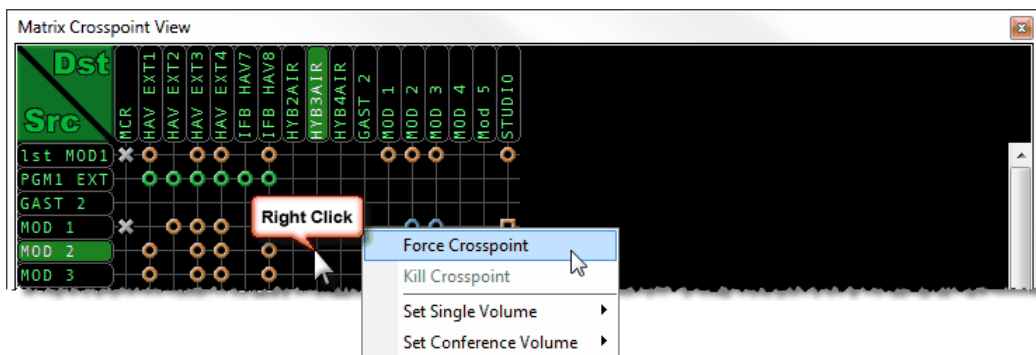 Matrix Crosspoint View
Dst
Src
MCR
HAV EXT1
HAV EXT2
HAV EXT3
HAV EXT4
IFB HAV7
IFB HAV8
HYB2AIR
HYB3AIR
HYB4AIR
GAST 2
MOD 1
MOD 2
MOD 3
MOD 4
Mod 5
STUDIO
lst MOD1
PGM1 EXT
GAST 2
MOD 1
MOD 2
MOD 3
Right Click
Force Crosspoint
Kill Crosspoint
Set Single Volume
Set Conference Volume